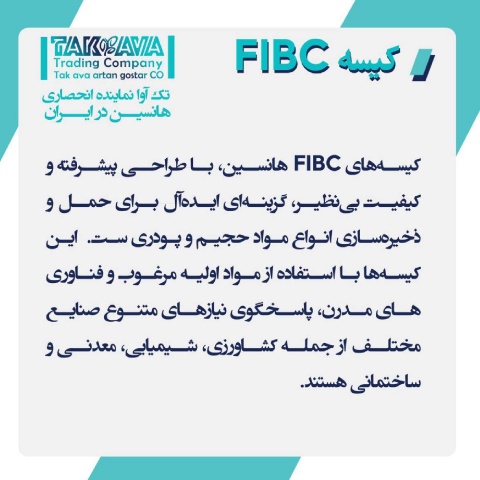 کیسه FIBC
TAK AVA
Trading Company
Tak ava artan gostar CO
تک آوا نماینده انحصاری
هانسین در ایران
کیسه‌های FIBC هانسین، با طراحی پیشرفته و
کیفیت بی‌نظیر، گزینه‌ای ایده‌آل برای حمل و
ذخیره‌سازی انواع مواد حجیم و پودری ست. این
کیسه‌ها با استفاده از مواد اولیه مرغوب و فناوری
های مدرن، پاسخگوی نیازهای متنوع صنایع
مختلف از جمله کشاورزی، شیمیایی، معدنی و
ساختمانی هستند.